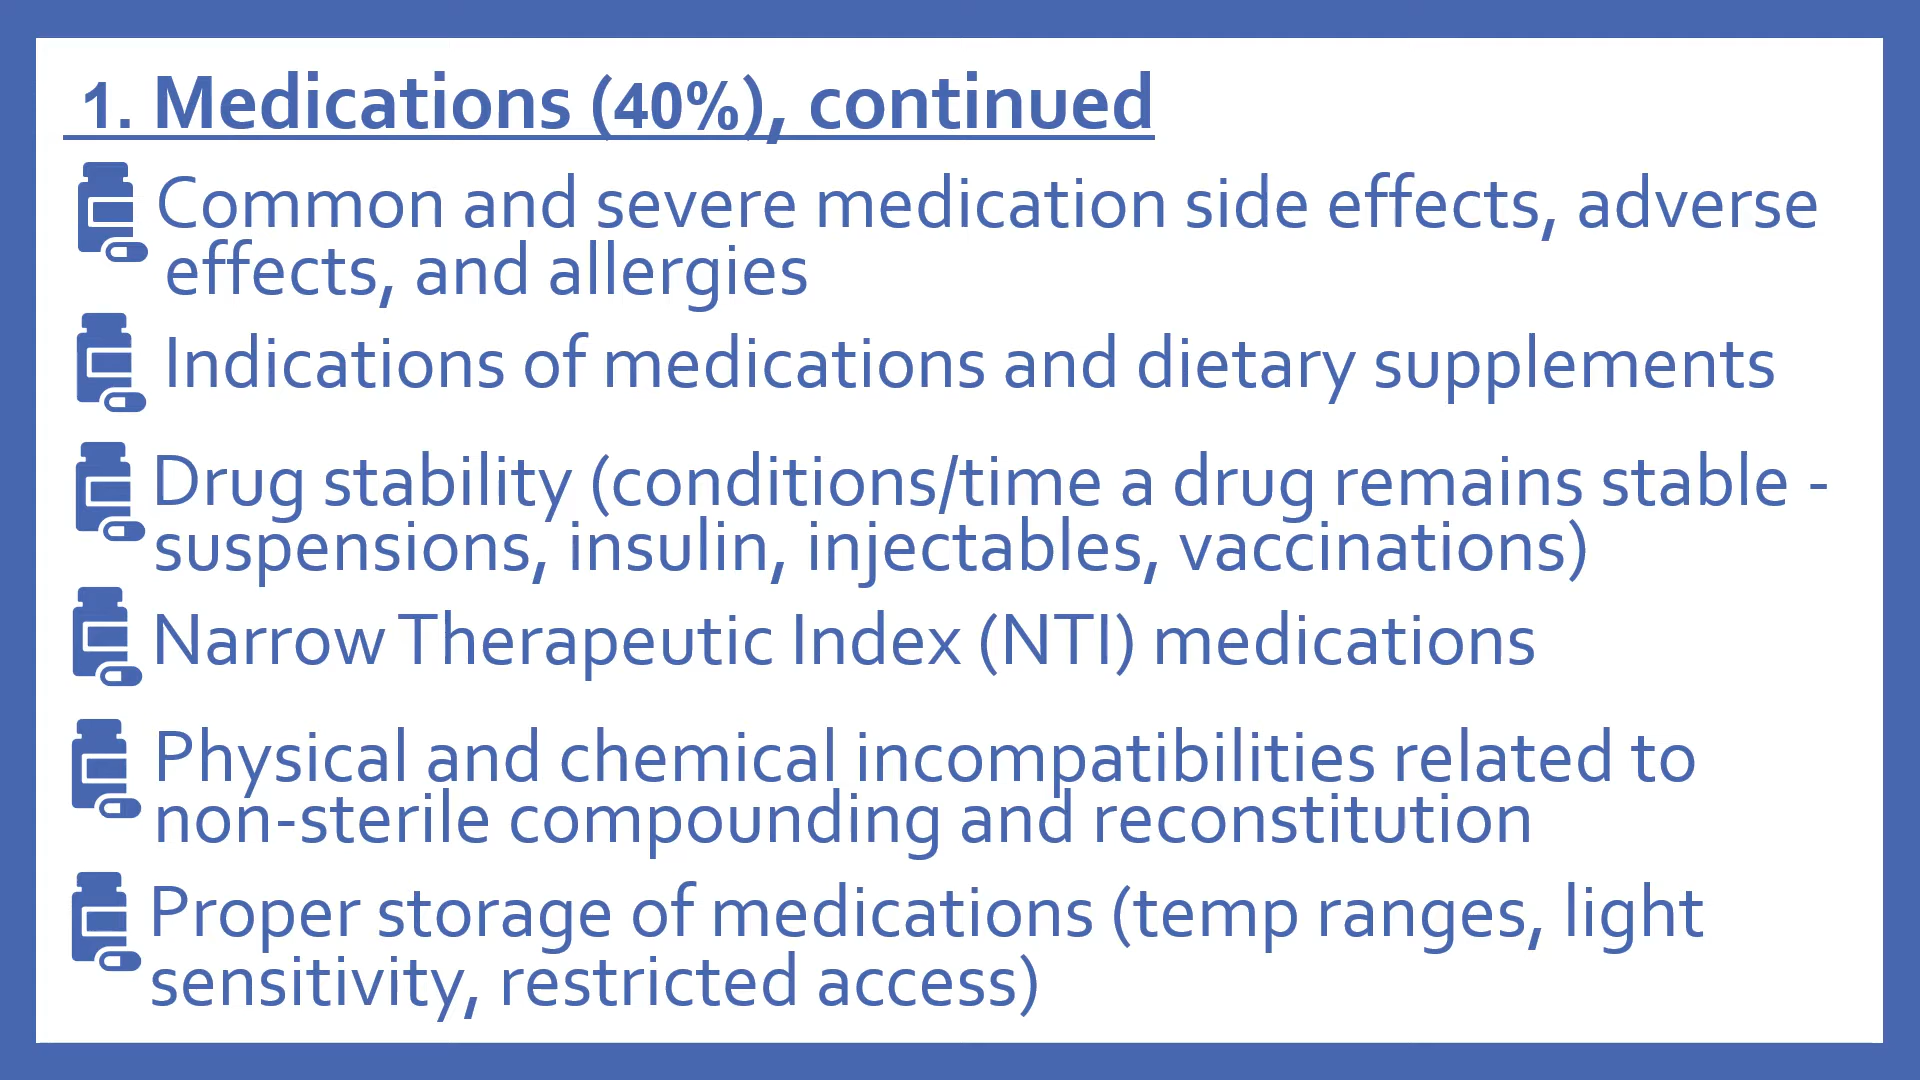 1. Medications (40%), continued
Common and severe medication side effects, adverse
effects, and allergies
Indications of medications and dietary supplements
Drug stability (conditions/time a drug remains stable -
suspensions, insulin, injectables, vaccinations)
Narrow Therapeutic Index (NTI) medications
Physical and chemical incompatibilities related to
non-sterile compounding and reconstitution
Proper storage of medications (temp ranges, light
sensitivity, restricted access)